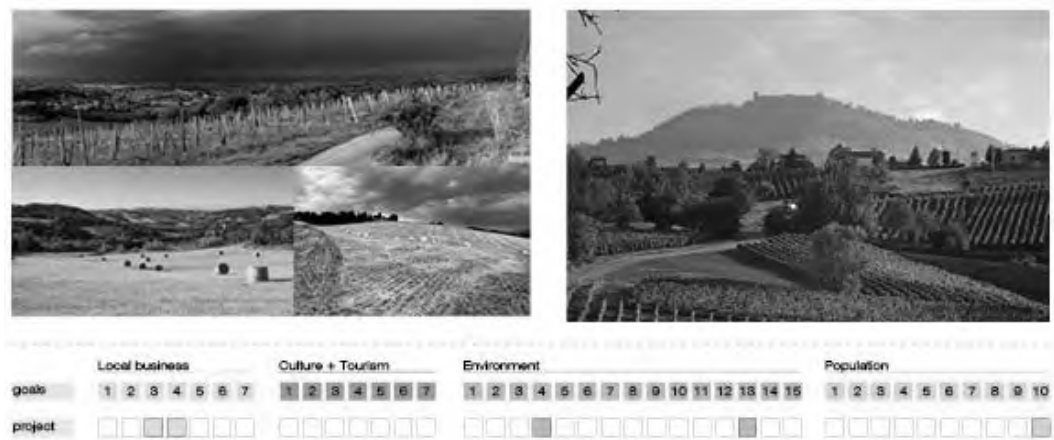 Local business Culture + Tourism Environment Population
goals 1 2 3 4 5 6 7 1 2 3 4 5 6 7 1 2 3 4 5 6 7 8 9 10 11 12 13 14 15 1 2 3 4 5 6 7 8 9 10
project